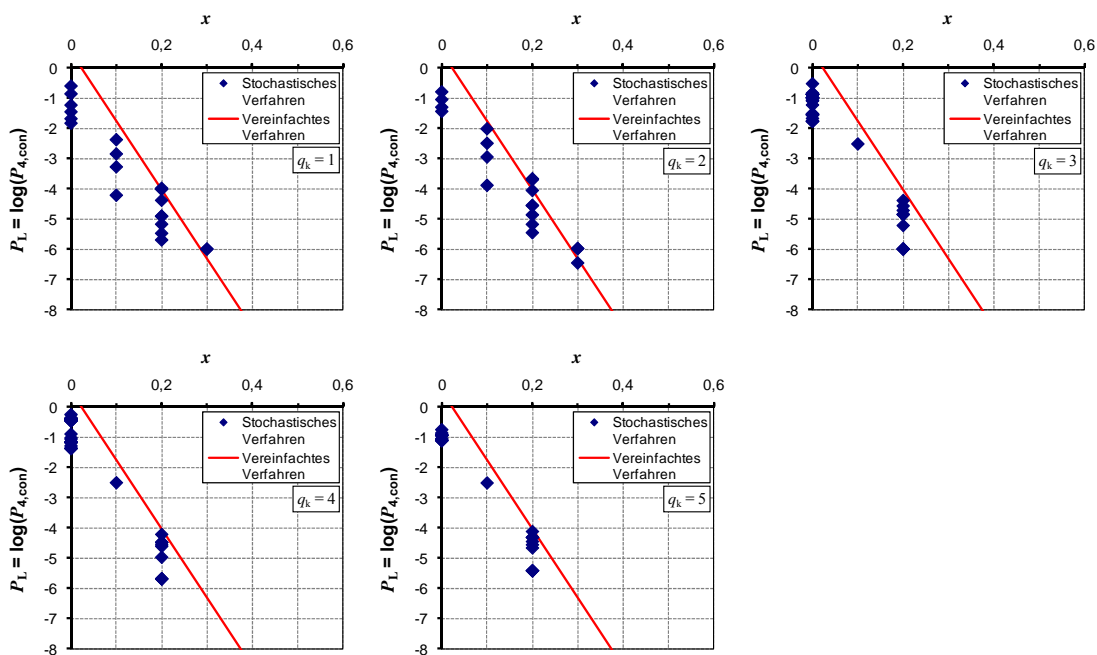 x
0 0,2 0,4 0,6
0
-1
-2
-3
-4
-5
-6
-7
-8
P_L = log(P_4,con)
Stochastisches
Verfahren
Vereinfachtes
Verfahren
q_k = 1
x
0 0,2 0,4 0,6
0
-1
-2
-3
-4
-5
-6
-7
-8
P_L = log(P_4,con)
Stochastisches
Verfahren
Vereinfachtes
Verfahren
q_k = 2
x
0 0,2 0,4 0,6
0
-1
-2
-3
-4
-5
-6
-7
-8
P_L = log(P_4,con)
Stochastisches
Verfahren
Vereinfachtes
Verfahren
q_k = 3
x
0 0,2 0,4 0,6
0
-1
-2
-3
-4
-5
-6
-7
-8
P_L = log(P_4,con)
Stochastisches
Verfahren
Vereinfachtes
Verfahren
q_k = 4
x
0 0,2 0,4 0,6
0
-1
-2
-3
-4
-5
-6
-7
-8
P_L = log(P_4,con)
Stochastisches
Verfahren
Vereinfachtes
Verfahren
q_k = 5